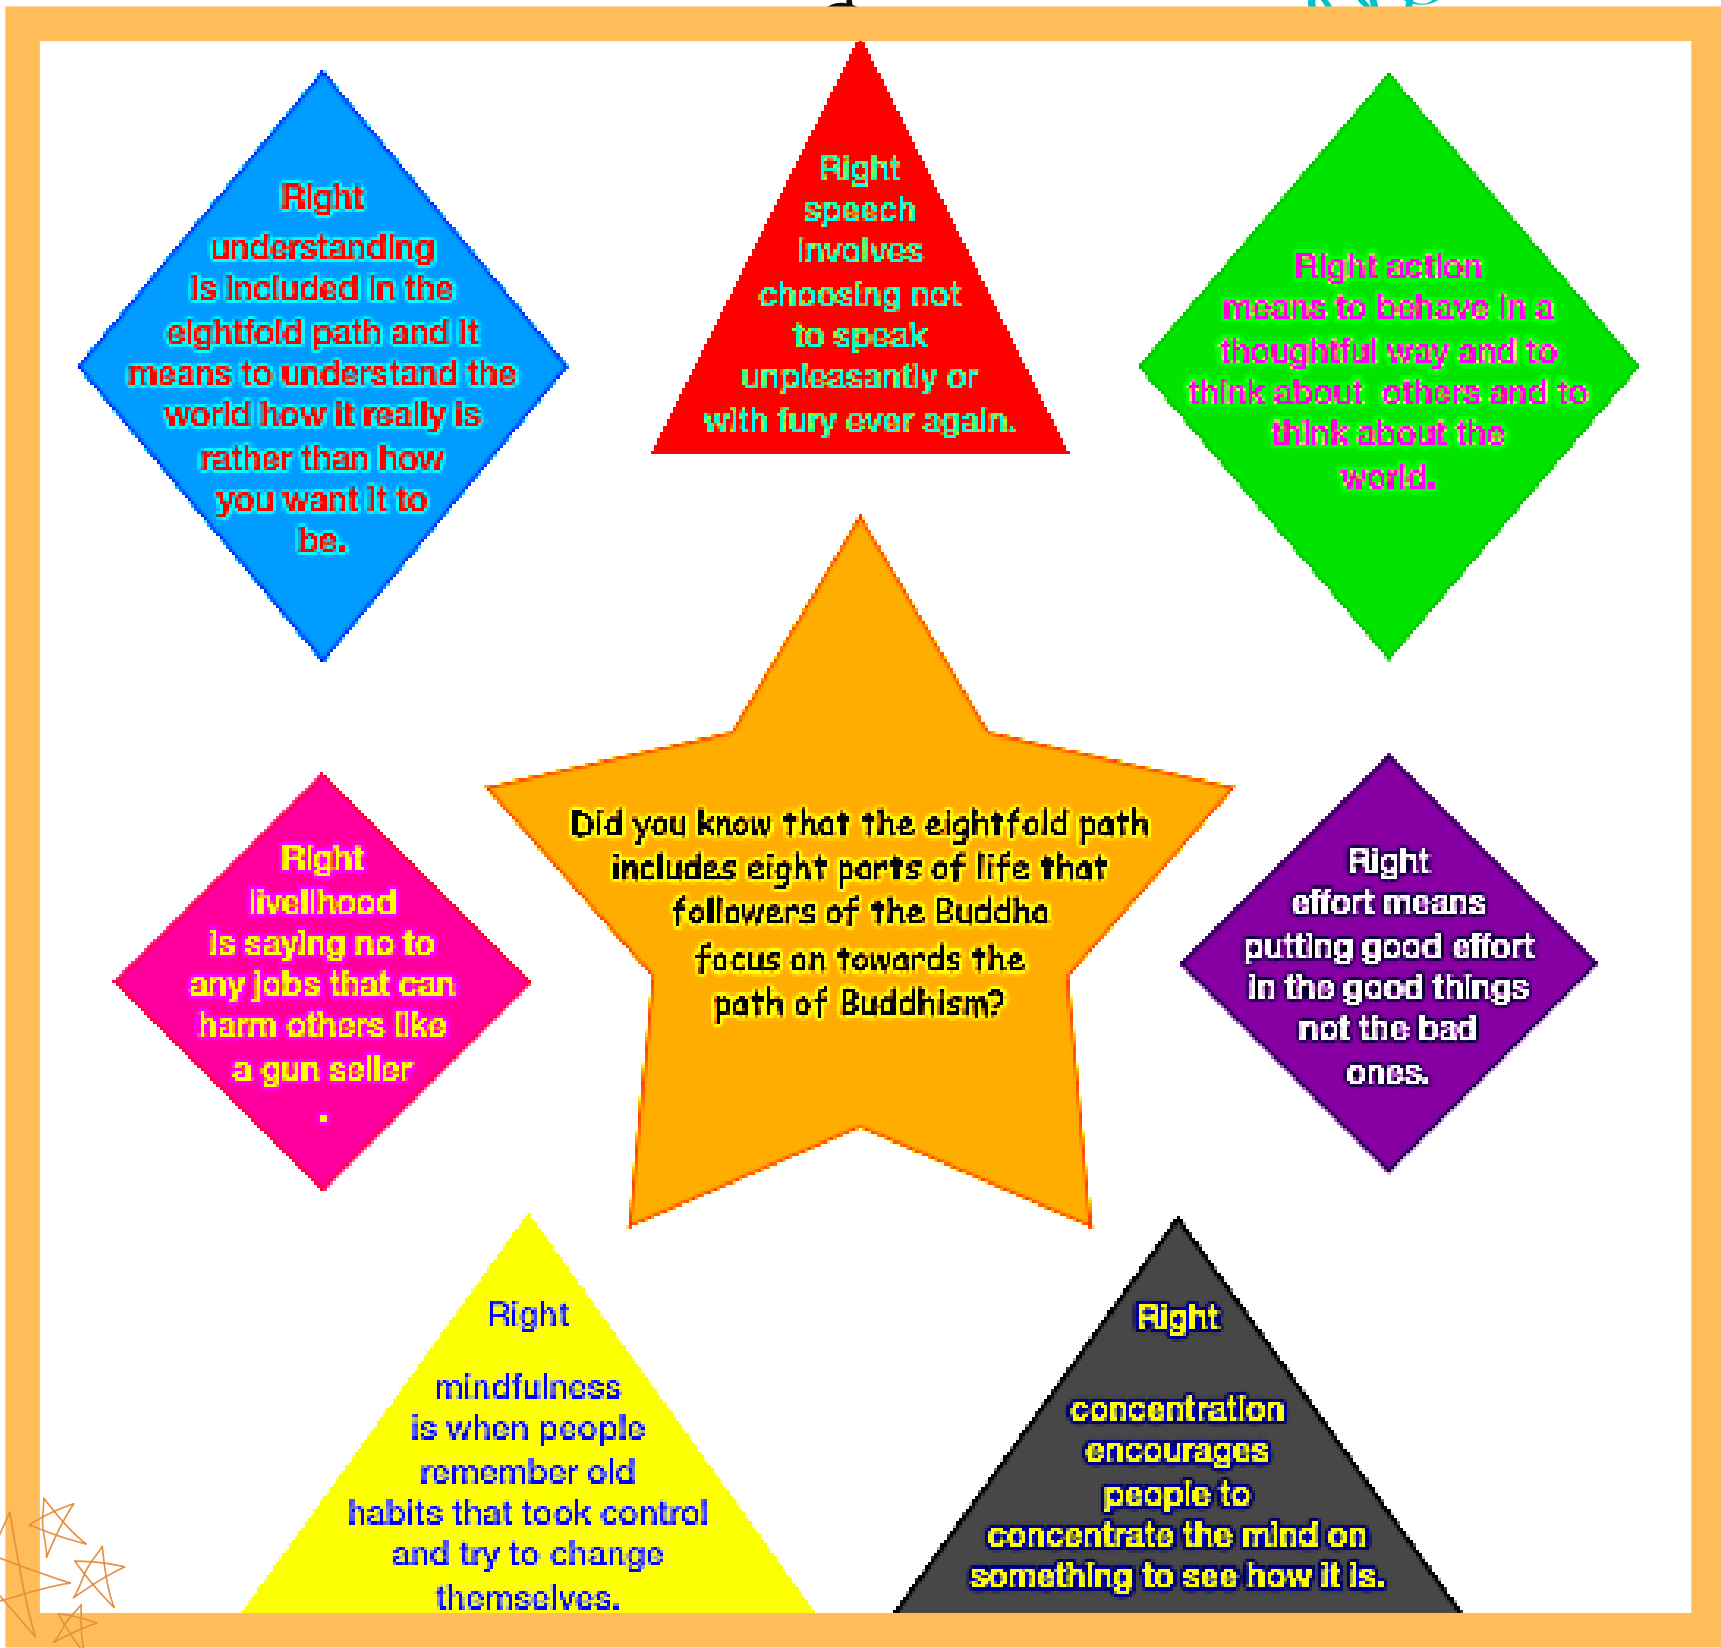 Right
understanding
is included in the
eightfold path and it
means to understand the
world how it really is
rather than how
you want it to
be.
Right
speech
involves
choosing not
to speak
unpleasantly or
with fury ever again.
Right action
means to behave in a
thoughtful way and to
think about others and to
think about the
world.
Right
livelihood
is saying no to
any jobs that can
harm others like
a gun seller
.
Did you know that the eightfold path
includes eight parts of life that
followers of the Buddha
focus on towards the
path of Buddhism?
Right
effort means
putting good effort
in the good things
not the bad
ones.
Right
mindfulness
is when people
remember old
habits that took control
and try to change
themselves.
Right
concentration
encourages
people to
concentrate the mind on
something to see how it is.